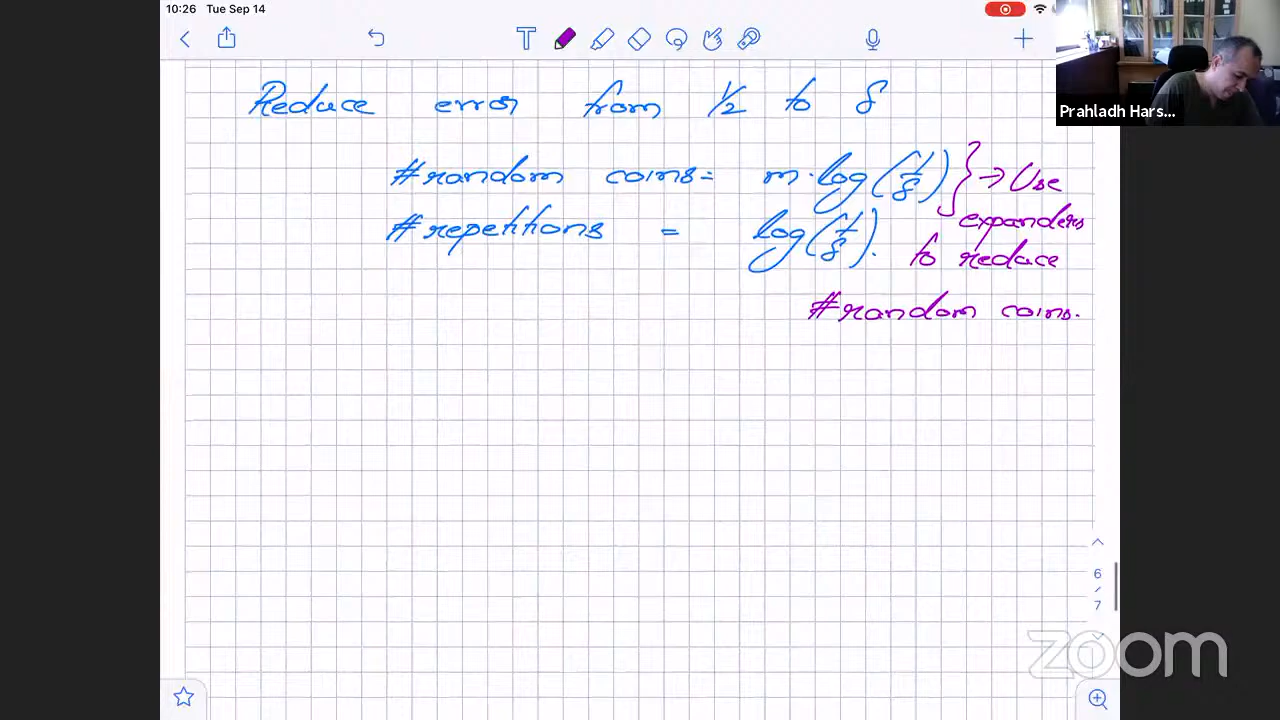 10:26 Tue Sep 14
Prahladh Hars...
Reduce error from 1/2 to δ
#random coins = m·log(1/δ) } → Use
#repetitions = log(1/δ). expanders
to reduce
#random coins.
6
/
7
zoom